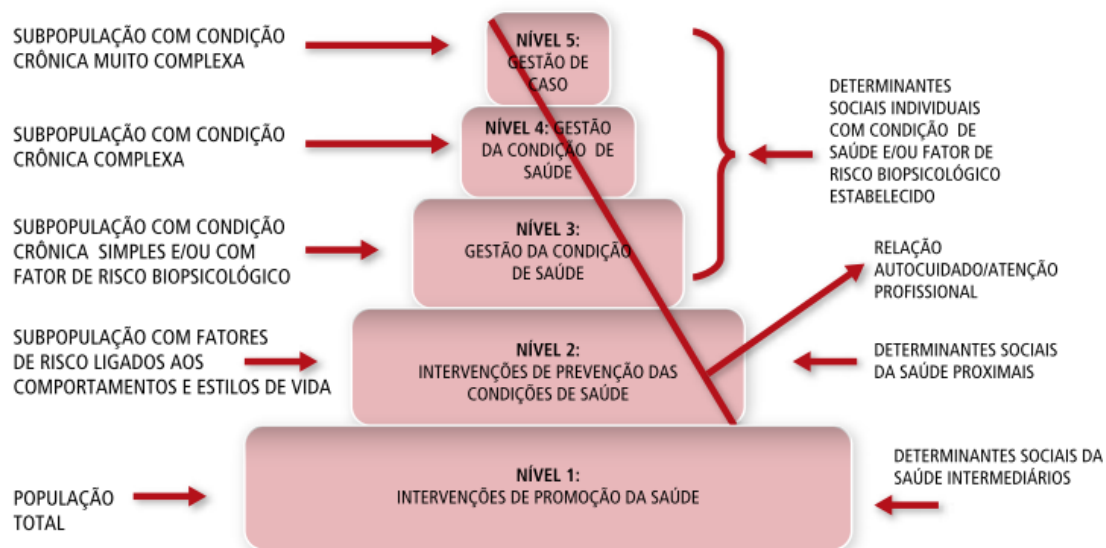 SUBPOPULAÇÃO COM CONDIÇÃO
CRÔNICA MUITO COMPLEXA
SUBPOPULAÇÃO COM CONDIÇÃO
CRÔNICA COMPLEXA
SUBPOPULAÇÃO COM CONDIÇÃO
CRÔNICA SIMPLES E/OU COM
FATOR DE RISCO BIOPSICOLÓGICO
SUBPOPULAÇÃO COM FATORES
DE RISCO LIGADOS AOS
COMPORTAMENTOS E ESTILOS DE VIDA
POPULAÇÃO
TOTAL
NÍVEL 5:
GESTÃO DE
CASO
NÍVEL 4: GESTÃO
DA CONDIÇÃO DE
SAÚDE
NÍVEL 3:
GESTÃO DA CONDIÇÃO
DE SAÚDE
NÍVEL 2:
INTERVENÇÕES DE PREVENÇÃO DAS
CONDIÇÕES DE SAÚDE
NÍVEL 1:
INTERVENÇÕES DE PROMOÇÃO DA SAÚDE
DETERMINANTES
SOCIAIS INDIVIDUAIS
COM CONDIÇÃO DE
SAÚDE E/OU FATOR DE
RISCO BIOPSICOLÓGICO
ESTABELECIDO
RELAÇÃO
AUTOCUIDADO/ATENÇÃO
PROFISSIONAL
DETERMINANTES SOCIAIS
DA SAÚDE PROXIMAIS
DETERMINANTES SOCIAIS DA
SAÚDE INTERMEDIÁRIOS